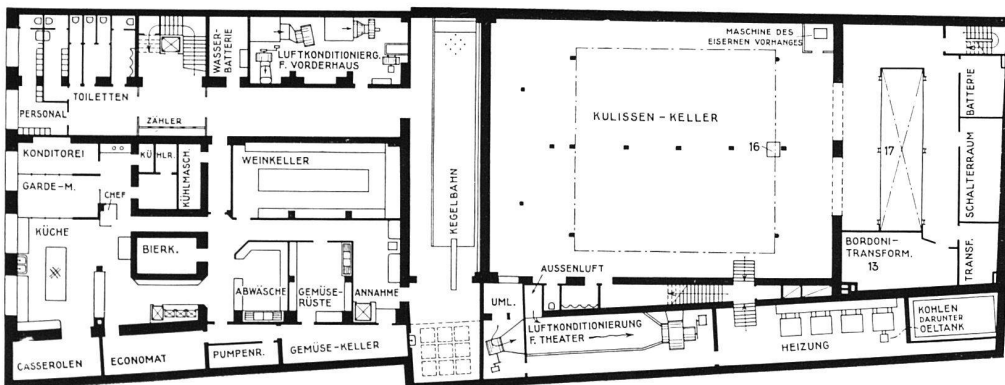 MASCHINE DES
EISERNEN VORHANGES
WASSER-
BATTERIE
LUFTKONDITIONIERG.
F. VORDERHAUS
TOILETTEN
PERSONAL
ZÄHLER
KULISSEN-KELLER
16
17
BATTERIE
SCHALTERRAUM
TRANSF.
KONDITOREI
KÜHLR.
KÜHLMASCH.
WEINKELLER
KEGELBAHN
GARDE-M.
CHEF
KÜCHE
BIERK.
ABWÄSCHE
GEMÜSE-
RÜSTE
ANNAHME
AUSSENLUFT
UML.
BORDONI-
TRANSFORM.
13
LUFTKONDITIONIERUNG
F. THEATER
HEIZUNG
KOHLEN
DARUNTER
OELTANK
CASSEROLEN
ECONOMAT
PUMPENR.
GEMÜSE-KELLER